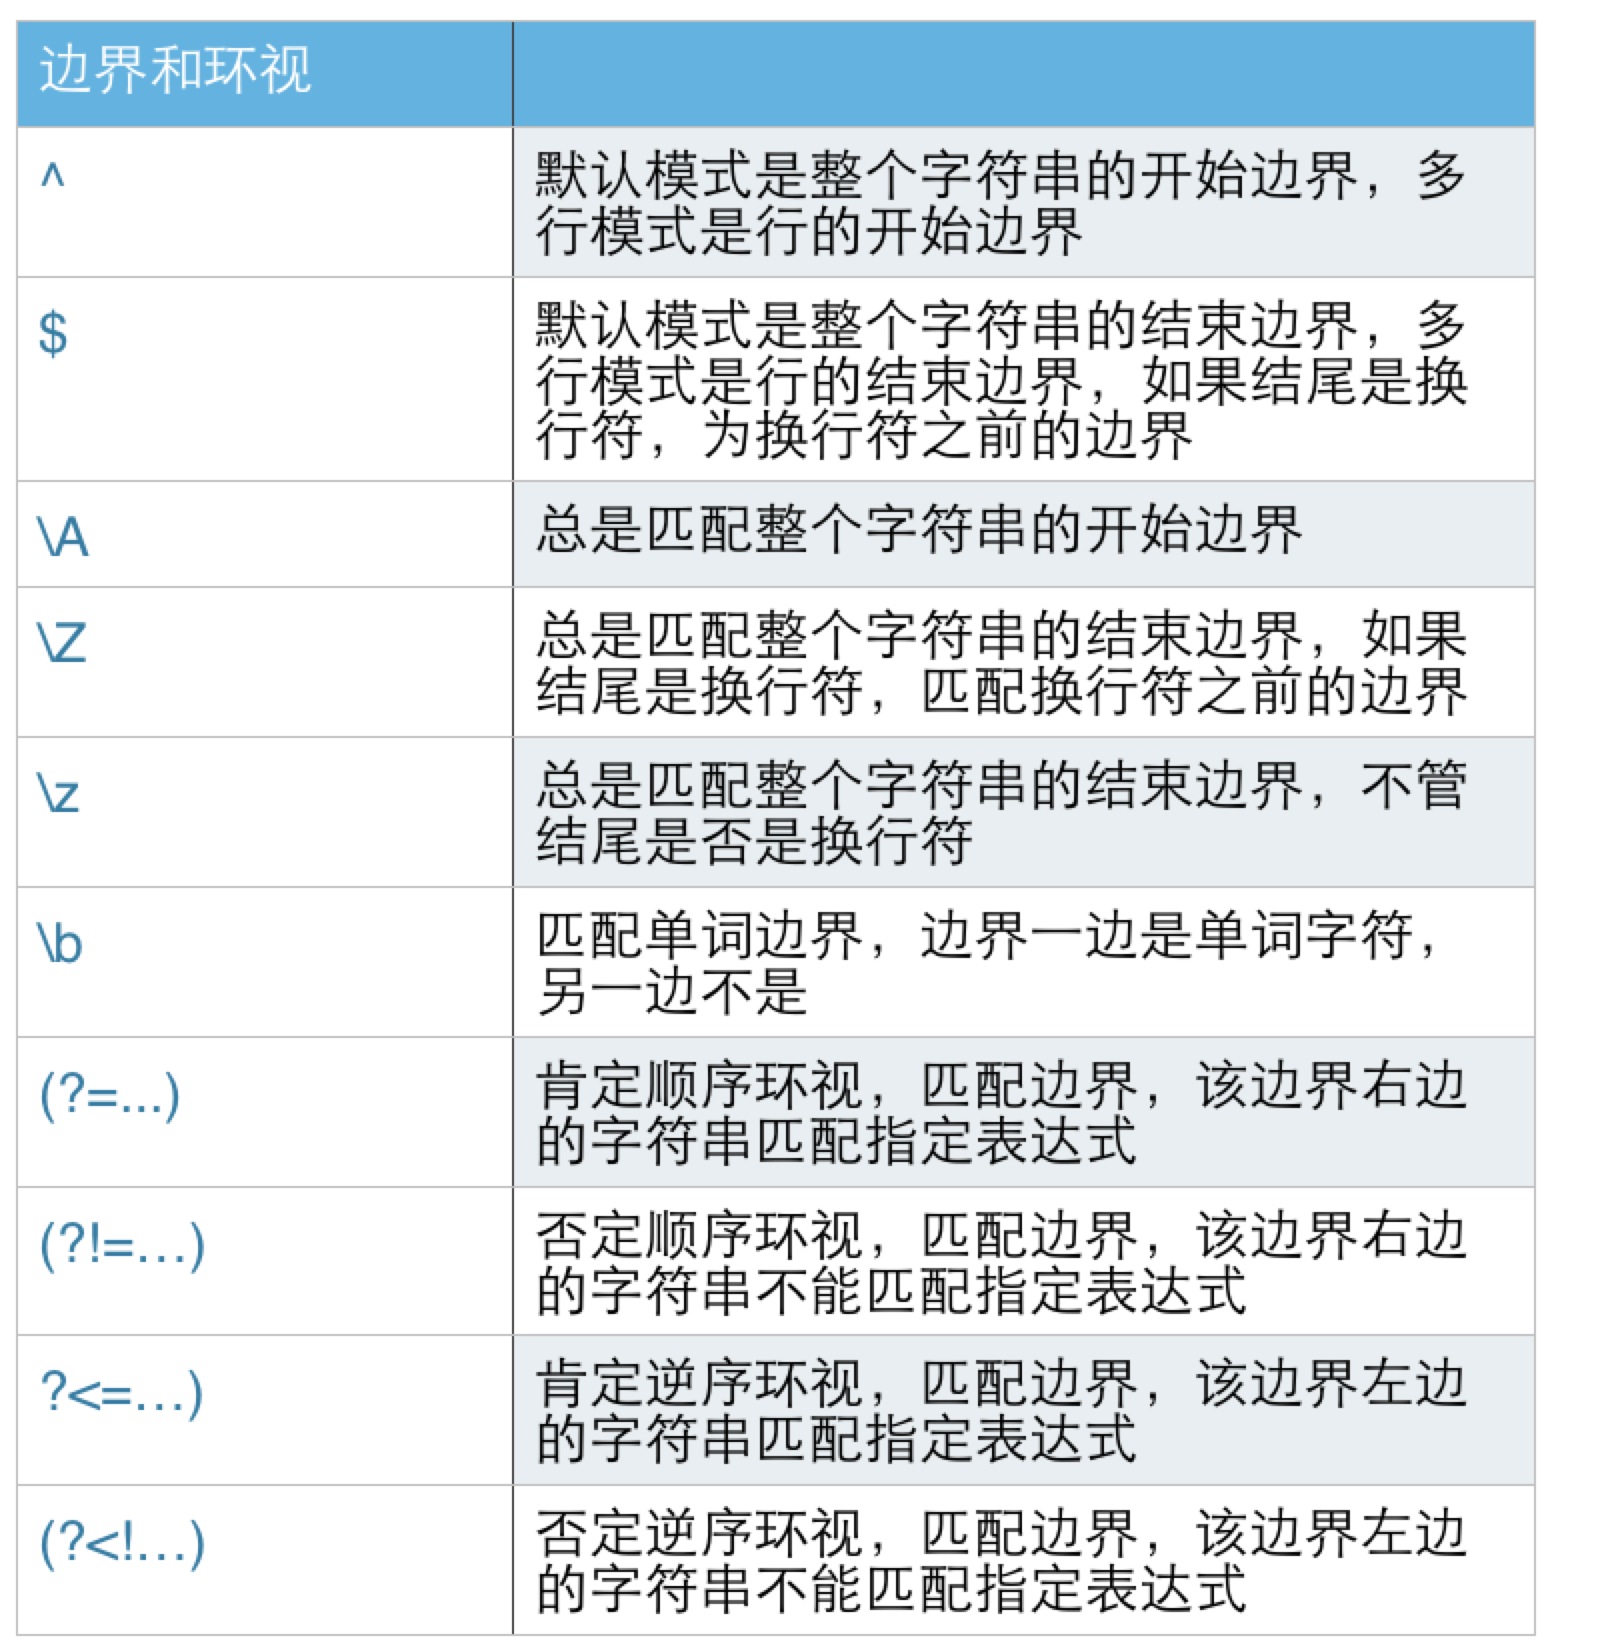 边界和环视
^
默认模式是整个字符串的开始边界，多
行模式是行的开始边界
$
默认模式是整个字符串的结束边界，多
行模式是行的结束边界，如果结尾是换
行符，为换行符之前的边界
\A
总是匹配整个字符串的开始边界
\Z
总是匹配整个字符串的结束边界，如果
结尾是换行符，匹配换行符之前的边界
\z
总是匹配整个字符串的结束边界，不管
结尾是否是换行符
\b
匹配单词边界，边界一边是单词字符，
另一边不是
(?=...)
肯定顺序环视，匹配边界，该边界右边
的字符串匹配指定表达式
(?!=…)
否定顺序环视，匹配边界，该边界右边
的字符串不能匹配指定表达式
?<=…)
肯定逆序环视，匹配边界，该边界左边
的字符串匹配指定表达式
(?<!…)
否定逆序环视，匹配边界，该边界左边
的字符串不能匹配指定表达式